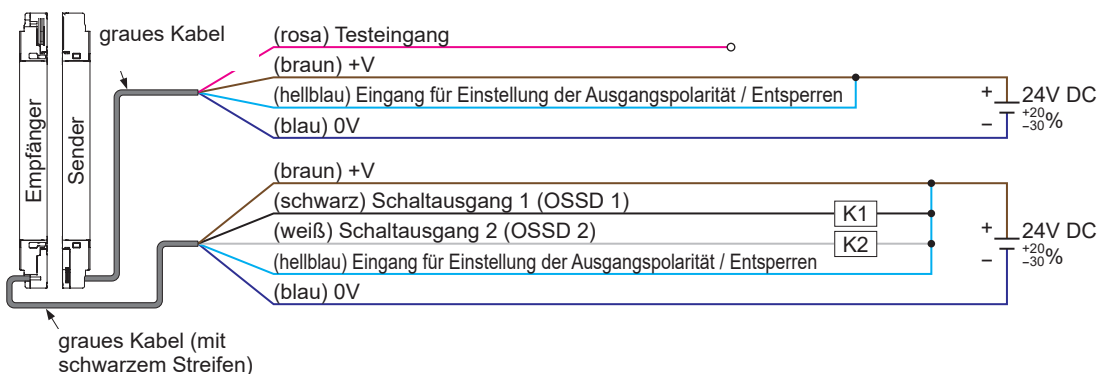 graues Kabel
Empfänger
Sender
(rosa) Testeingang
(braun) +V
(hellblau) Eingang für Einstellung der Ausgangspolarität / Entsperren
(blau) 0V
+
−
24V DC
+20
−30%
(braun) +V
(schwarz) Schaltausgang 1 (OSSD 1)
K1
(weiß) Schaltausgang 2 (OSSD 2)
K2
(hellblau) Eingang für Einstellung der Ausgangspolarität / Entsperren
(blau) 0V
+
−
24V DC
+20
−30%
graues Kabel (mit
schwarzem Streifen)